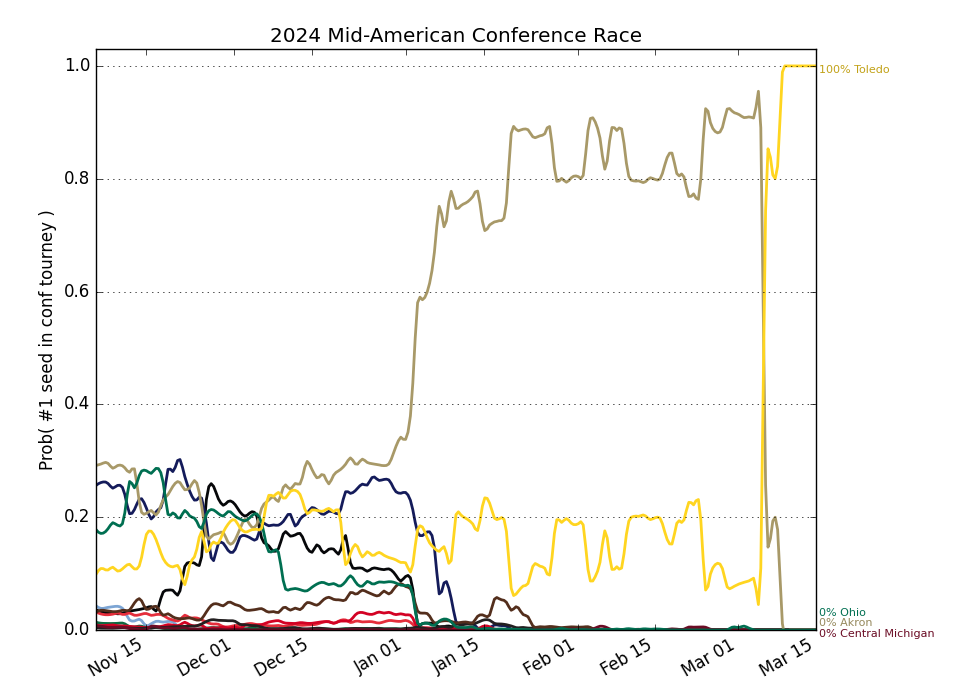 2024 Mid-American Conference Race
Prob( #1 seed in conf tourney )
1.0
0.8
0.6
0.4
0.2
0.0
100% Toledo
0% Ohio
0% Akron
0% Central Michigan
Nov 15
Dec 01
Dec 15
Jan 01
Jan 15
Feb 01
Feb 15
Mar 01
Mar 15